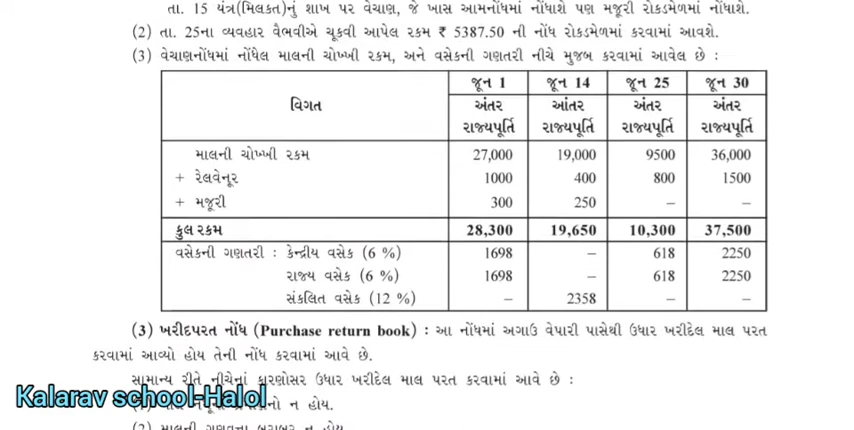 તા. 15 યંત્ર(મિલકત)નું શાખ પર વેચાણ, જે ખાસ આમનોંધમાં નોંધાશે પણ મજૂરી રોકડમેળમાં નોંધાશે.
(2) તા. 25ના વ્યવહાર વૈભવીએ ચૂકવી આપેલ રકમ ₹ 5387.50 ની નોંધ રોકડમેળમાં કરવામાં આવશે.
(3) વેચાણનોંધમાં નોંધેલ માલની ચોખ્ખી રકમ, અને વસેકની ગણતરી નીચે મુજબ કરવામાં આવેલ છે :
વિગત જૂન 1 જૂન 14 જૂન 25 જૂન 30
અંતર આંતર અંતર અંતર
રાજ્યપૂર્તિ રાજ્યપૂર્તિ રાજ્યપૂર્તિ રાજ્યપૂર્તિ
માલની ચોખ્ખી રકમ 27,000 19,000 9500 36,000
+ રેલવેનૂર 1000 400 800 1500
+ મજૂરી 300 250 – –
કુલ રકમ 28,300 19,650 10,300 37,500
વસેકની ગણતરી : કેન્દ્રીય વસેક (6 %) 1698 – 618 2250
રાજ્ય વસેક (6 %) 1698 – 618 2250
સંકલિત વસેક (12 %) – 2358 – –
(3) ખરીદપરત નોંધ (Purchase return book) : આ નોંધમાં અગાઉ વેપારી પાસેથી ઉધાર ખરીદેલ માલ પરત
કરવામાં આવ્યો હોય તેની નોંધ કરવામાં આવે છે.
સામાન્ય રીતે નીચેનાં કારણોસર ઉધાર ખરીદેલ માલ પરત કરવામાં આવે છે :
Kalarav school-Halol
ન હોય.
(2) માલની ગુણવત્તા બરાબર ન હોય.